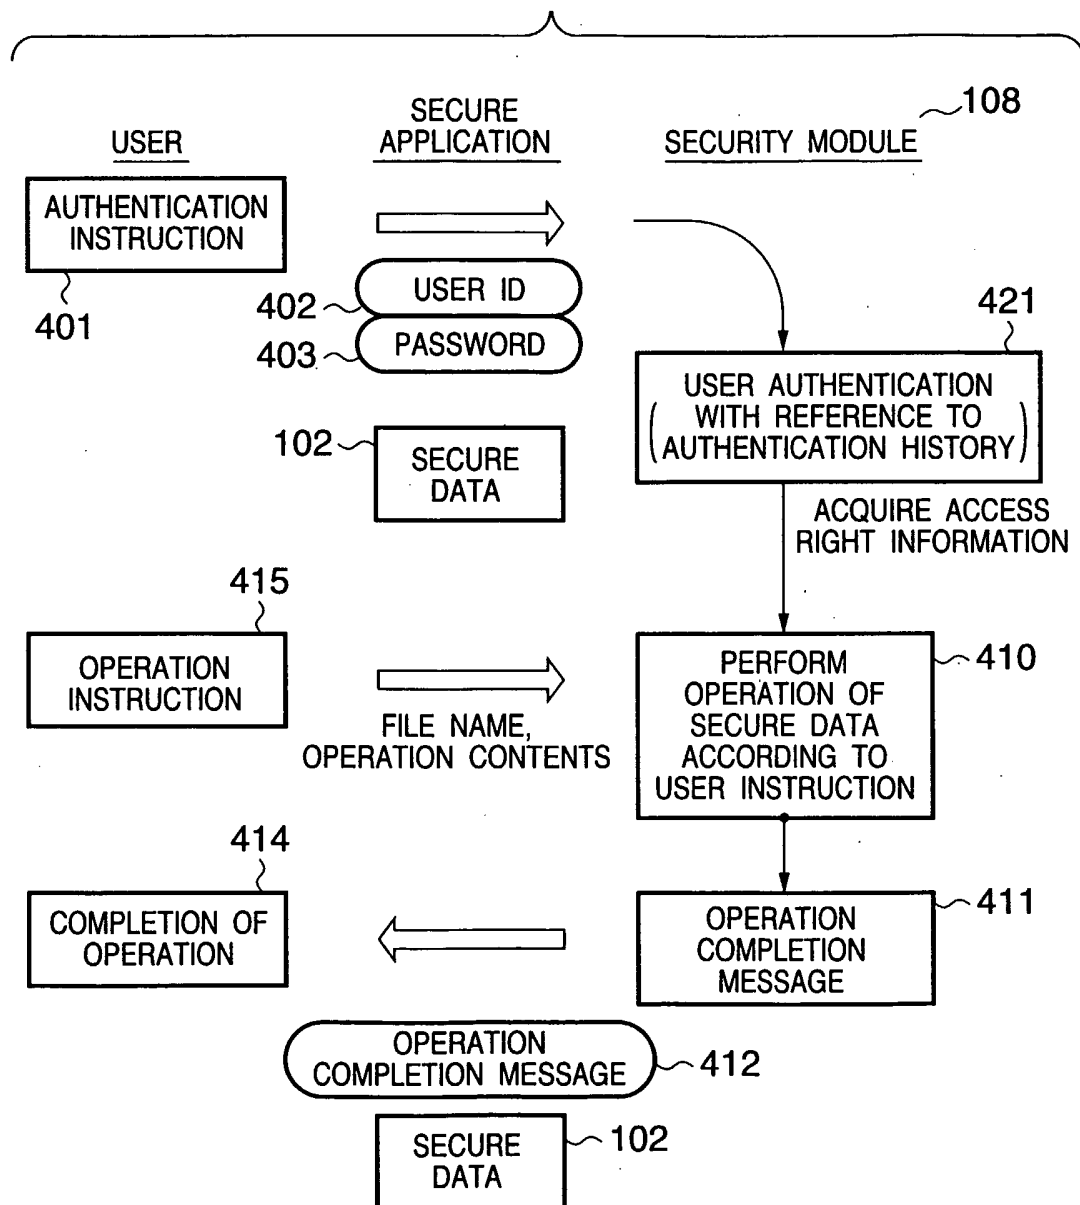 108
USER
SECURE
APPLICATION
SECURITY MODULE
AUTHENTICATION
INSTRUCTION
401
402
USER ID
403
PASSWORD
421
USER AUTHENTICATION
(WITH REFERENCE TO
AUTHENTICATION HISTORY)
102
SECURE
DATA
ACQUIRE ACCESS
RIGHT INFORMATION
415
OPERATION
INSTRUCTION
FILE NAME,
OPERATION CONTENTS
PERFORM
OPERATION OF
SECURE DATA
ACCORDING TO
USER INSTRUCTION
410
414
COMPLETION OF
OPERATION
OPERATION
COMPLETION
MESSAGE
411
OPERATION
COMPLETION MESSAGE
412
SECURE
DATA
102